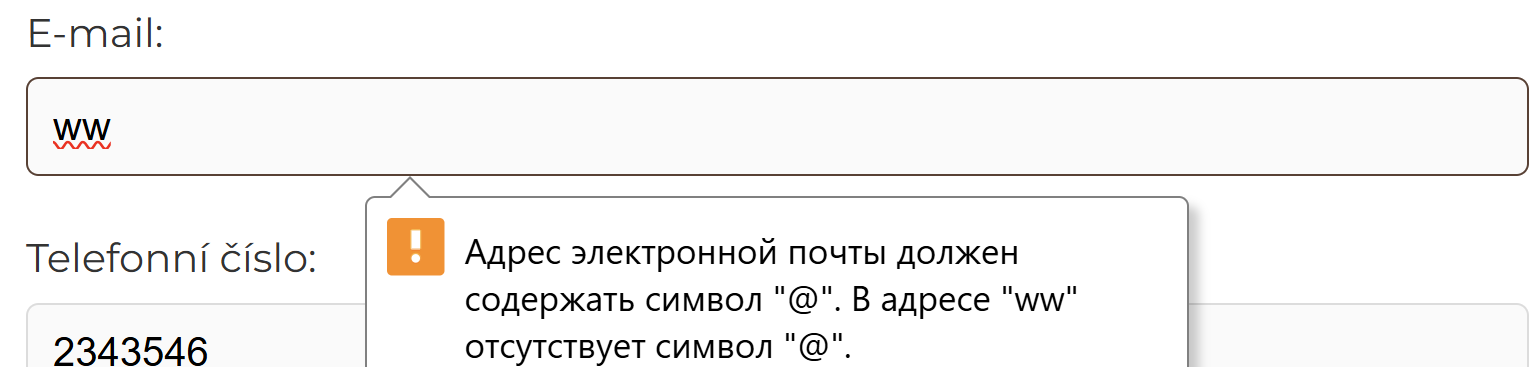 E-mail:
ww
Адрес электронной почты должен
содержать символ "@". В адресе "ww"
отсутствует символ "@".
Telefonní číslo:
2343546